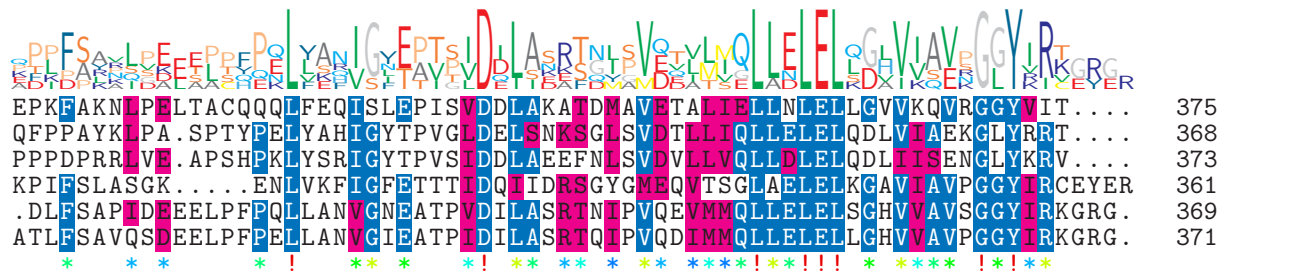 EPKFAKNLPELTACQQQLFEQISLEPISVDDLAKATDMAVETALIELLNLELLGVVKQVRGGYVIT.... 375
QFPPAYKLPA.SPTYPELYAHIGYTPVGLDELSNKSGLSVDTLLIQLLELELQDLVIAEKGLYRRT.... 368
PPPDPRRLVE.APSHPKLYSRIGYTPVSIDDLAEEFNLSVDVLLVQLLDLELQDLIISENGLYKRV.... 373
KPIFSLASGK.....ENLVKFIGFETTTIDQIIDRSGYGMEQVTSGLAELELKGAVIAVPGGYIRCEYER 361
.DLFSAPIDEEELPFPQLLANVGNEATPVDILASRTNIPVQEVMMQLLELELSGHVVAVSGGYIRKGRG. 369
ATLFSAVQSDEELPFPELLANVGIEATPIDILASRTQIPVQDIMMQLLELELLGHVVAVPGGYIRKGRG. 371
* * * * ! ** * *! ** ** * ** ****!**!!! * **** !*!**